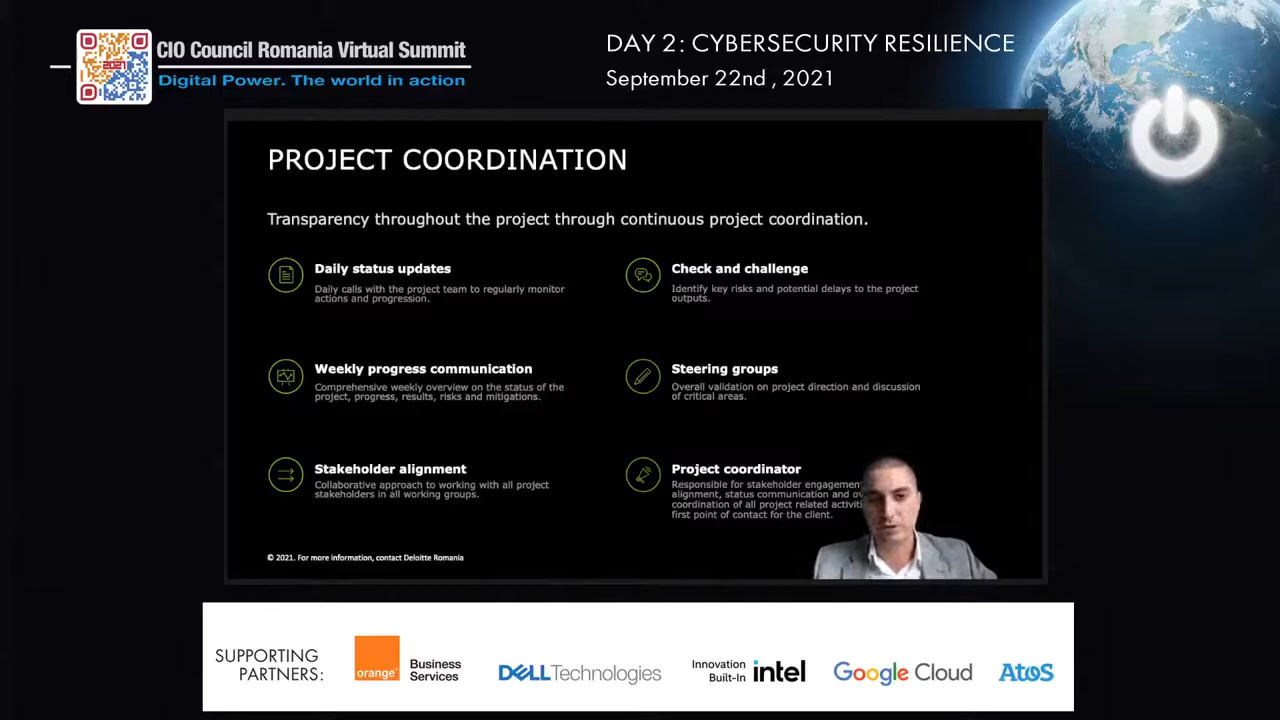 2021
CIO Council Romania Virtual Summit
Digital Power. The world in action
DAY 2: CYBERSECURITY RESILIENCE
September 22nd , 2021
PROJECT COORDINATION
Transparency throughout the project through continuous project coordination.
Daily status updates
Daily calls with the project team to regularly monitor
actions and progression.
Check and challenge
Identify key risks and potential delays to the project
outputs.
Weekly progress communication
Comprehensive weekly overview on the status of the
project, progress, results, risks and mitigations.
Steering groups
Overall validation on project direction and discussion
of critical areas.
Stakeholder alignment
Collaborative approach to working with all project
stakeholders in all working groups.
Project coordinator
Responsible for stakeholder engagement
alignment, status communication and
coordination of all project related
first point of contact for the client.
© 2021. For more information, contact Deloitte Romania
SUPPORTING
PARTNERS:
orange™
Business
Services
DELL Technologies
Innovation
Built-In
intel
Google Cloud
Atos